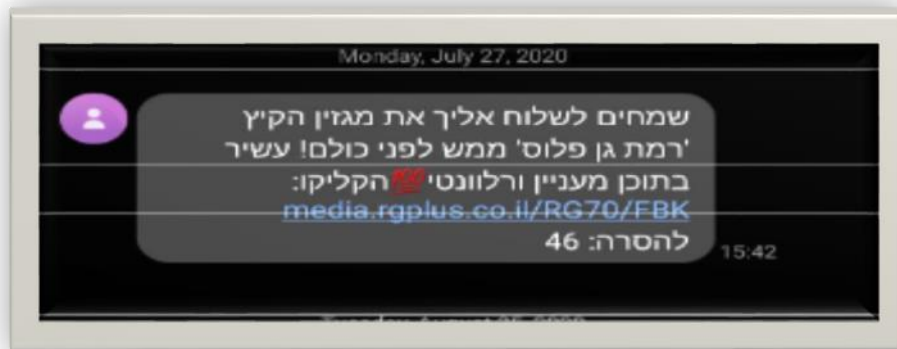 Monday, July 27, 2020
שמחים לשלוח אליך את מגזין הקיץ
'רמת גן פלוס' ממש לפני כולם! עשיר
בתוכן מעניין ורלוונטי💯הקליקו:
media.rgplus.co.il/RG70/FBK
להסרה: 46
15:42